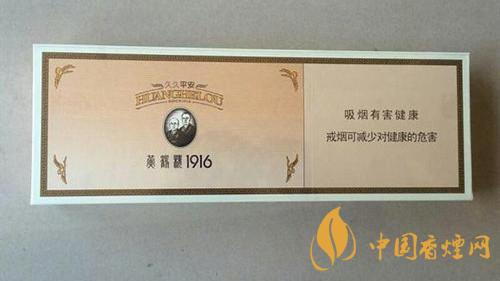 久久平安
HUANGHELOU
黄鹤楼1916
吸烟有害健康
戒烟可减少对健康的危害
中国香烟网